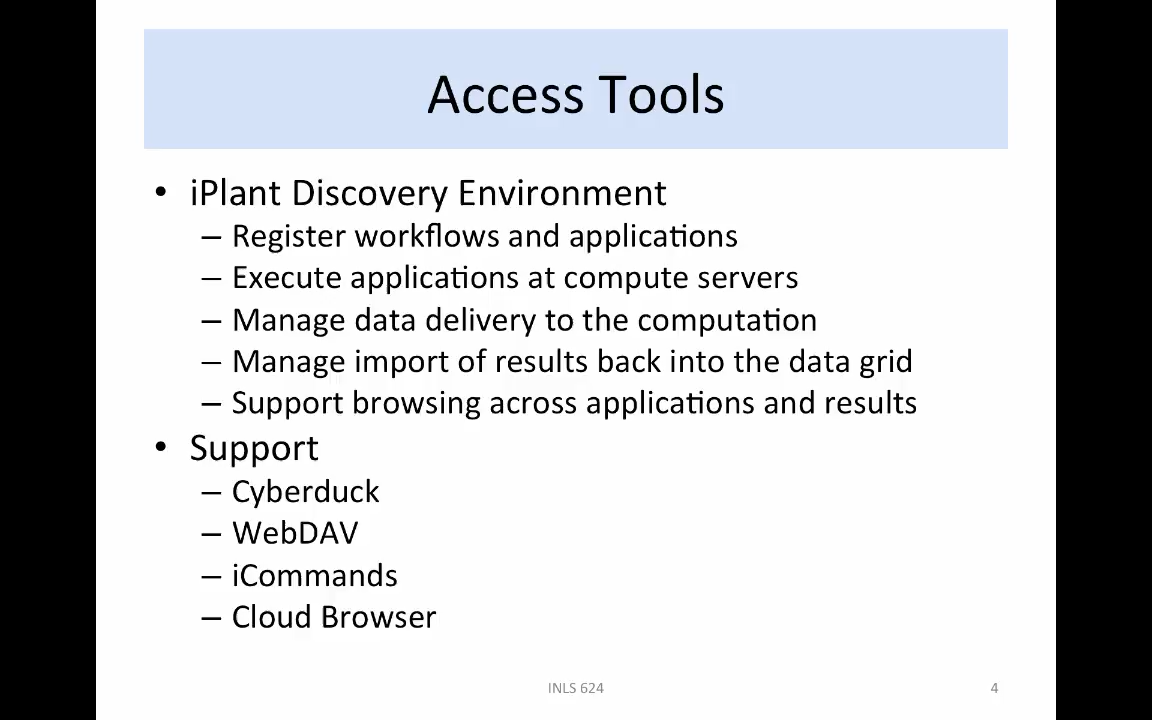 Access Tools
• iPlant Discovery Environment
– Register workflows and applications
– Execute applications at compute servers
– Manage data delivery to the computation
– Manage import of results back into the data grid
– Support browsing across applications and results
• Support
– Cyberduck
– WebDAV
– iCommands
– Cloud Browser
INLS 624
4